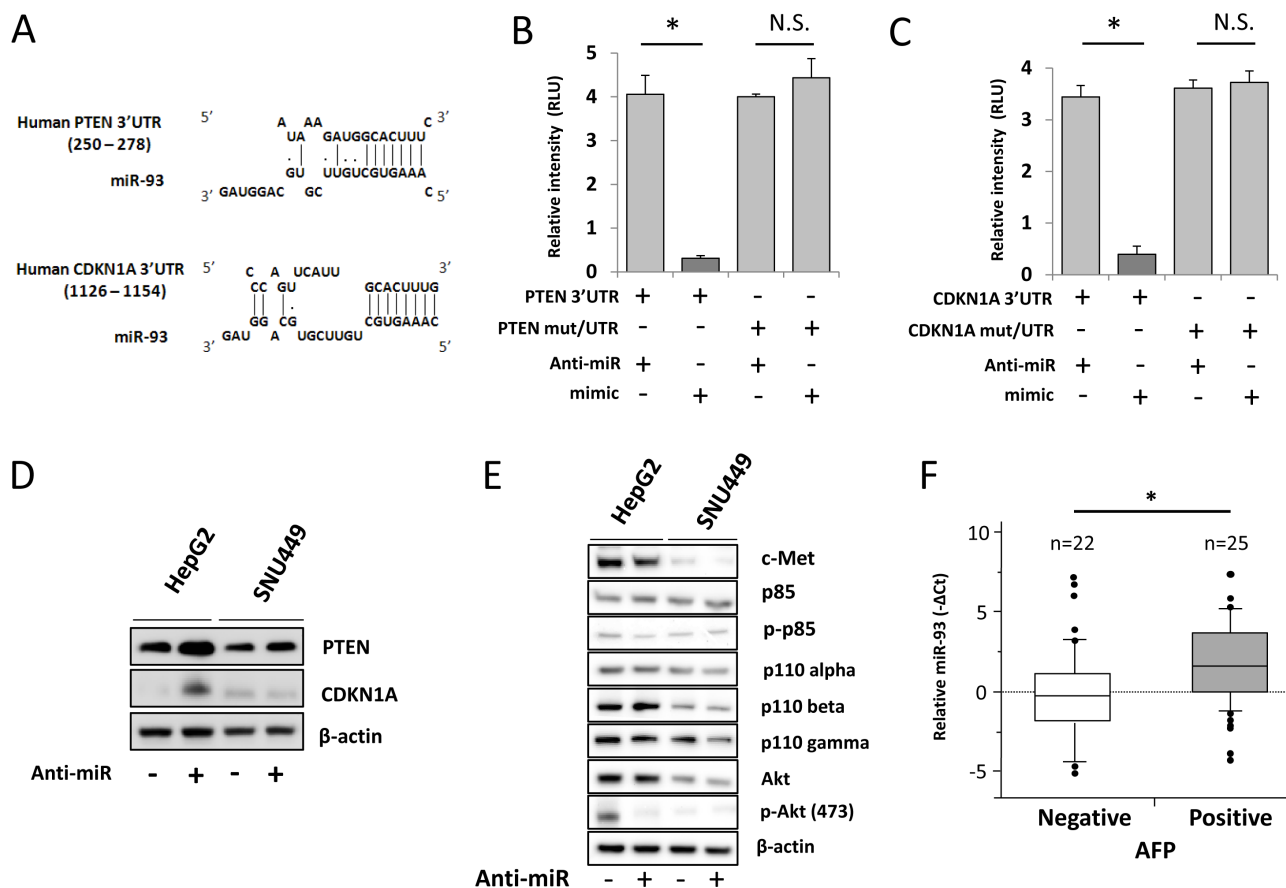 A
5’ A AA C 3’
Human PTEN 3’UTR UA GAUGGCACUUU
(250 – 278)
miR-93 GU UUGUCGUGAAA
3’ GAUGGAC GC C 5’
Human CDKN1A 3’UTR 5’ C A UCAUU 3’
(1126 – 1154) CC GU GCACUUUG
miR-93 GG CG CGUGAAAC
3’ GAU A UGCUUGU 5’
B
* N.S.
Relative intensity (RLU)
5
4
3
2
1
0
PTEN 3’UTR + + - -
PTEN mut/UTR - - + +
Anti-miR + - + -
mimic - + - +
C
* N.S.
Relative intensity (RLU)
4
3
2
1
0
CDKN1A 3’UTR + + - -
CDKN1A mut/UTR - - + +
Anti-miR + - + -
mimic - + - +
D
HepG2 SNU449
PTEN
CDKN1A
β-actin
Anti-miR - + - +
E
HepG2 SNU449
c-Met
p85
p-p85
p110 alpha
p110 beta
p110 gamma
Akt
p-Akt (473)
β-actin
Anti-miR - + - +
F
*
Relative miR-93 (-ΔCt)
10
5
0
-5
n=22 n=25
Negative Positive
AFP